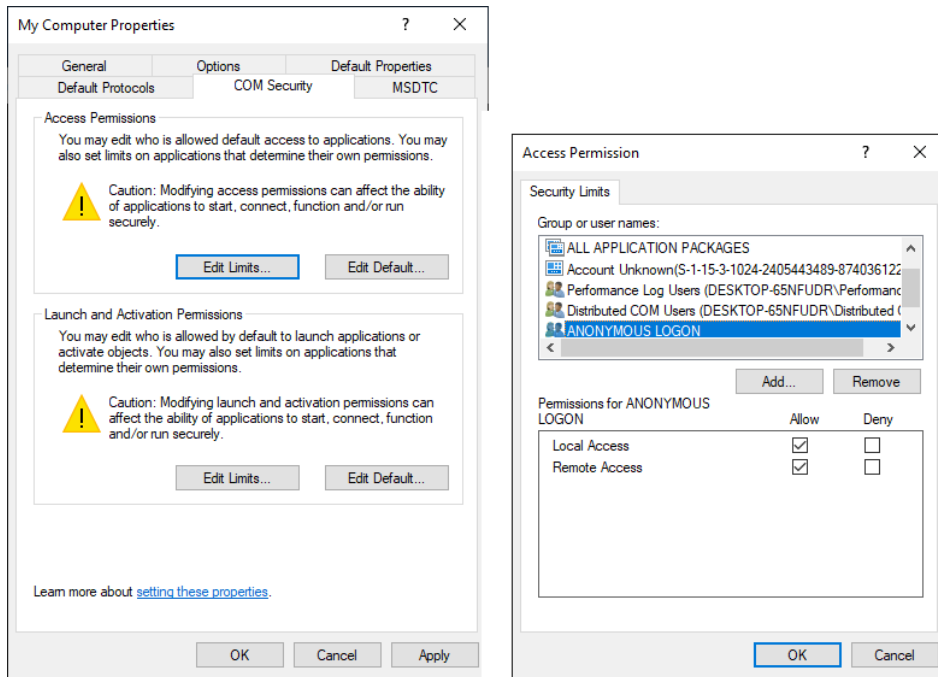 My Computer Properties
General Options Default Properties
Default Protocols COM Security MSDTC
Access Permissions
You may edit who is allowed default access to applications. You may
also set limits on applications that determine their own permissions.
Caution: Modifying access permissions can affect the ability
of applications to start, connect, function and/or run
securely.
Edit Limits... Edit Default...
Launch and Activation Permissions
You may edit who is allowed by default to launch applications or
activate objects. You may also set limits on applications that
determine their own permissions.
Caution: Modifying launch and activation permissions can
affect the ability of applications to start, connect, function
and/or run securely.
Edit Limits... Edit Default...
Learn more about setting these properties.
OK Cancel Apply
Access Permission
Security Limits
Group or user names:
ALL APPLICATION PACKAGES
Account Unknown(S-1-15-3-1024-2405443489-874036122
Performance Log Users (DESKTOP-65NFUDR\Performanc
Distributed COM Users (DESKTOP-65NFUDR\Distributed (
ANONYMOUS LOGON
Add... Remove
Permissions for ANONYMOUS
LOGON Allow Deny
Local Access
Remote Access
OK Cancel